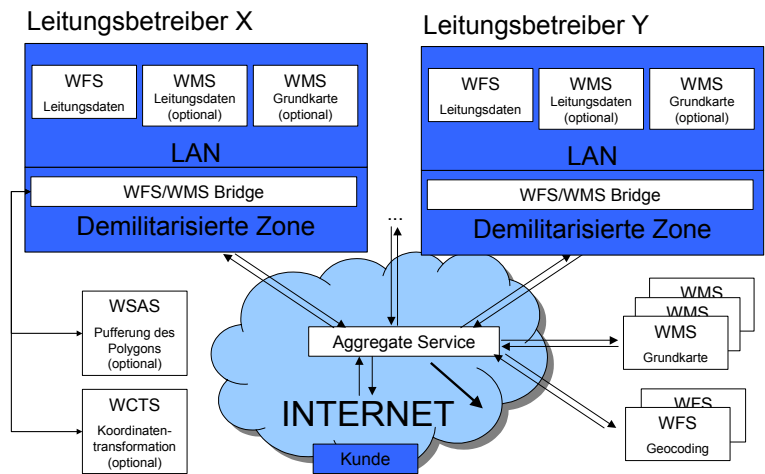 Leitungsbetreiber X
WFS
Leitungsdaten
WMS
Leitungsdaten
(optional)
WMS
Grundkarte
(optional)
LAN
WFS/WMS Bridge
Demilitarisierte Zone
Leitungsbetreiber Y
WFS
Leitungsdaten
WMS
Leitungsdaten
(optional)
WMS
Grundkarte
(optional)
LAN
WFS/WMS Bridge
Demilitarisierte Zone
...
WSAS
Pufferung des
Polygons
(optional)
WCTS
Koordinaten-
transformation
(optional)
Aggregate Service
INTERNET
Kunde
WMS
WMS
WMS
Grundkarte
WFS
WFS
Geocoding